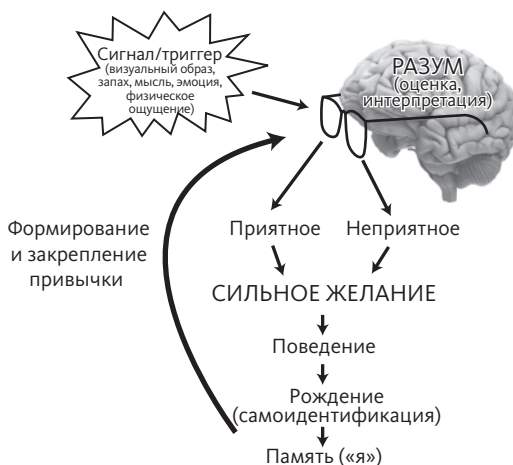 Сигнал/триггер
(визуальный образ,
запах, мысль, эмоция,
физическое
ощущение)
РАЗУМ
(оценка,
интерпретация)
Формирование
и закрепление
привычки
Приятное
Неприятное
СИЛЬНОЕ ЖЕЛАНИЕ
Поведение
Рождение
(самоидентификация)
Память («я»)